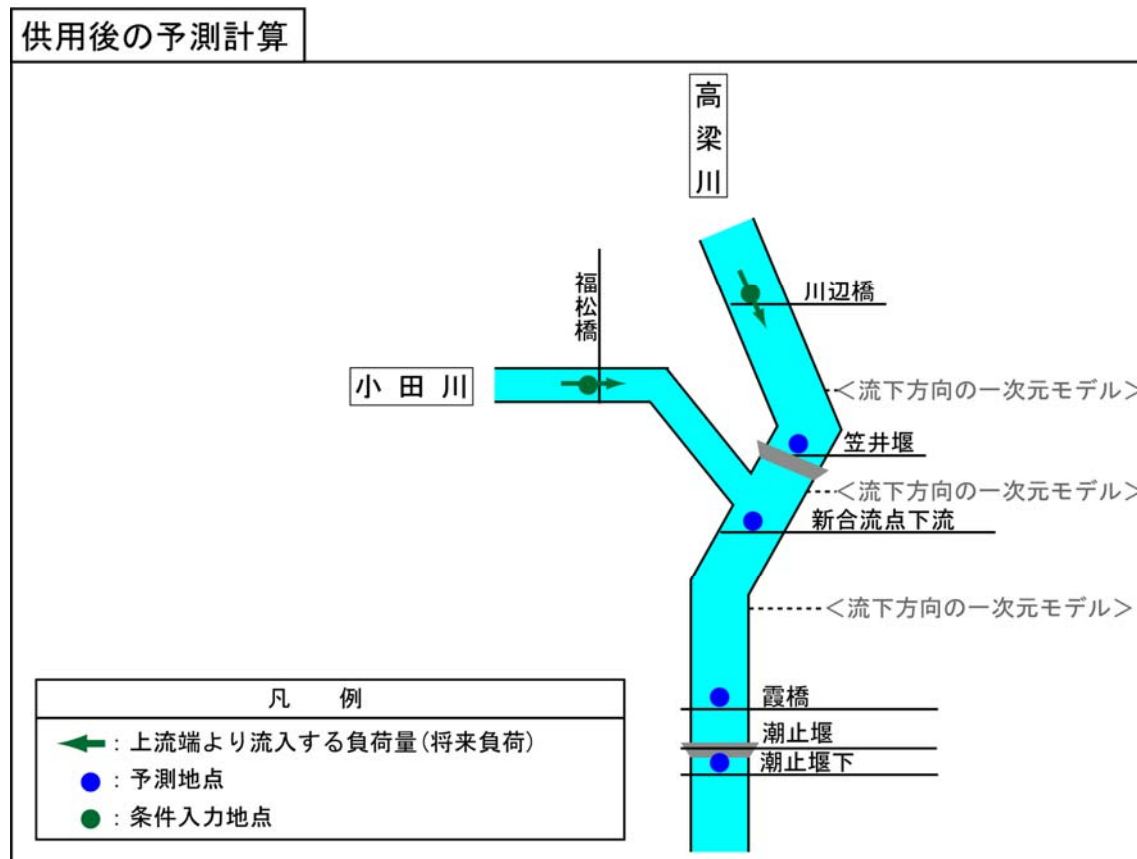 供用後の予測計算
高梁川
福松橋
川辺橋
小田川
＜流下方向の一次元モデル＞
笠井堰
＜流下方向の一次元モデル＞
新合流点下流
＜流下方向の一次元モデル＞
霞橋
潮止堰
潮止堰下
凡　例
：上流端より流入する負荷量（将来負荷）
：予測地点
：条件入力地点